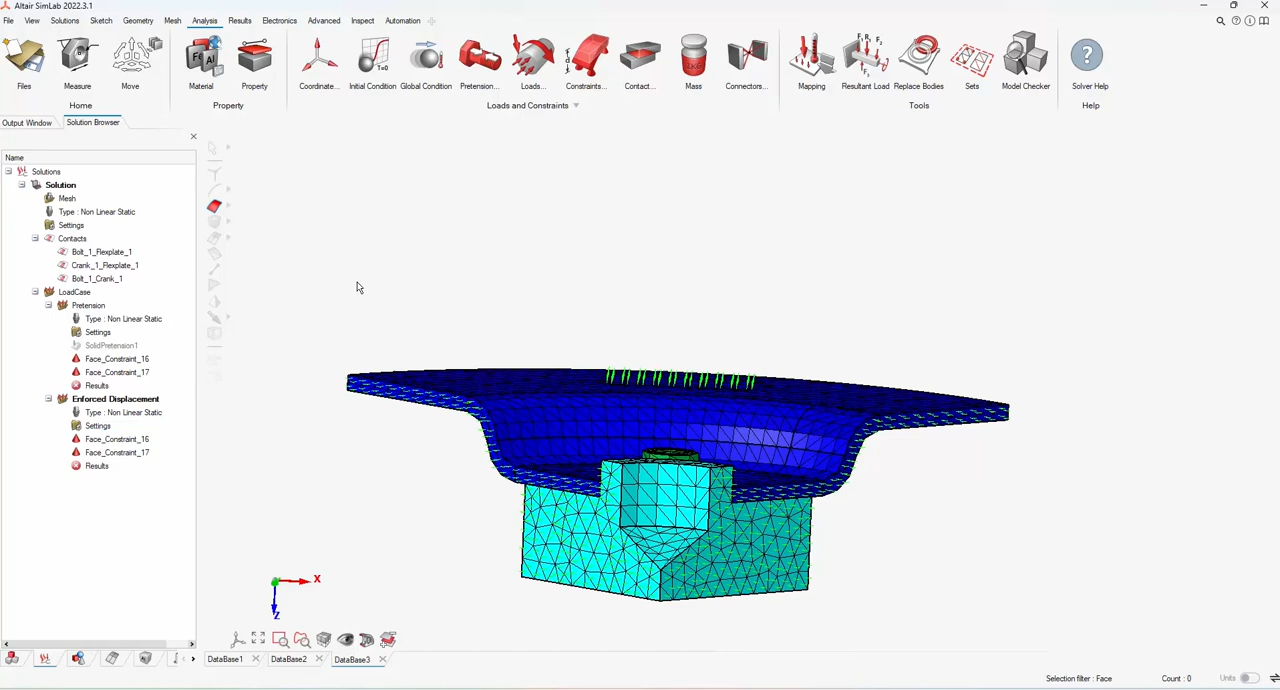 Altair SimLab 2022.3.1
File View Solutions Sketch Geometry Mesh Analysis Results Electronics Advanced Inspect Automation
Files Measure Move Material Property Coordinate... Initial Condition Global Condition Pretension... Loads... Constraints... Contact... Mass Connectors... Mapping Resultant Load Replace Bodies Sets Model Checker Solver Help
Home Property Loads and Constraints Tools Help
Output Window Solution Browser
Name
Solutions
Solution
Mesh
Type : Non Linear Static
Settings
Contacts
Bolt_1_Flexplate_1
Crank_1_Flexplate_1
Bolt_1_Crank_1
LoadCase
Pretension
Type : Non Linear Static
Settings
SolidPretension1
Face_Constraint_16
Face_Constraint_17
Results
Enforced Displacement
Type : Non Linear Static
Settings
Face_Constraint_16
Face_Constraint_17
Results
X
Z
DataBase1 DataBase2 DataBase3
Selection filter : Face Count : 0 Units